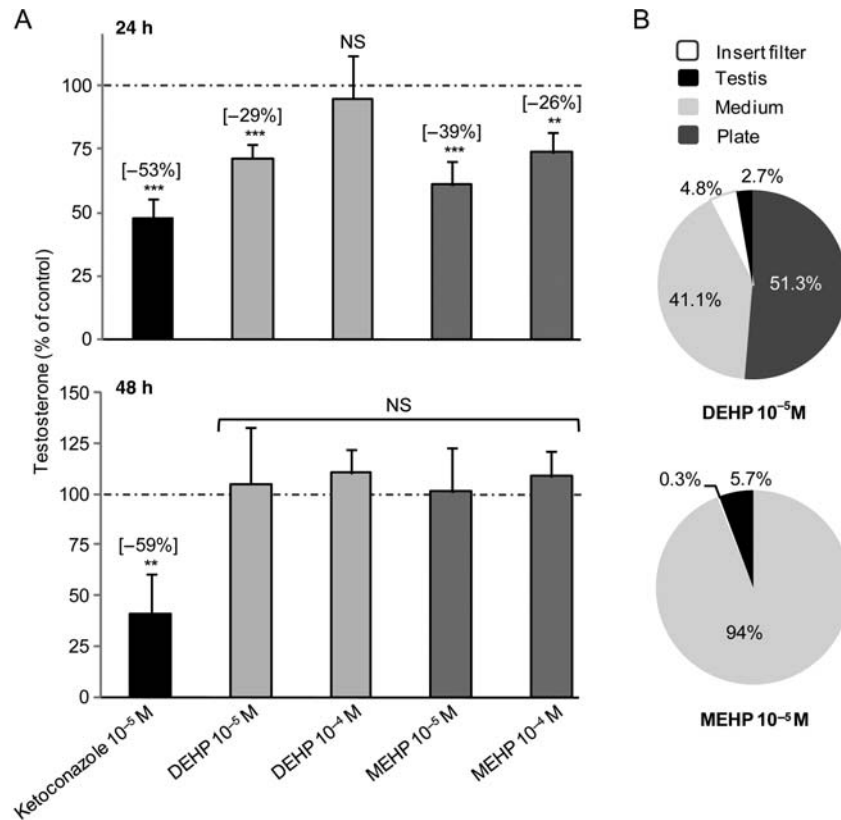 A
24 h
NS
100
[−29%]
***
[−26%]
**
[−39%]
***
75
[−53%]
***
50
25
0
Testosterone (% of control)
48 h
150
NS
125
100
75
[−59%]
**
50
25
0
Ketoconazole 10⁻⁵ M
DEHP 10⁻⁵ M
DEHP 10⁻⁴ M
MEHP 10⁻⁵ M
MEHP 10⁻⁴ M
B
Insert filter
Testis
Medium
Plate
4.8%
2.7%
41.1%
51.3%
DEHP 10⁻⁵M
0.3%
5.7%
94%
MEHP 10⁻⁵M